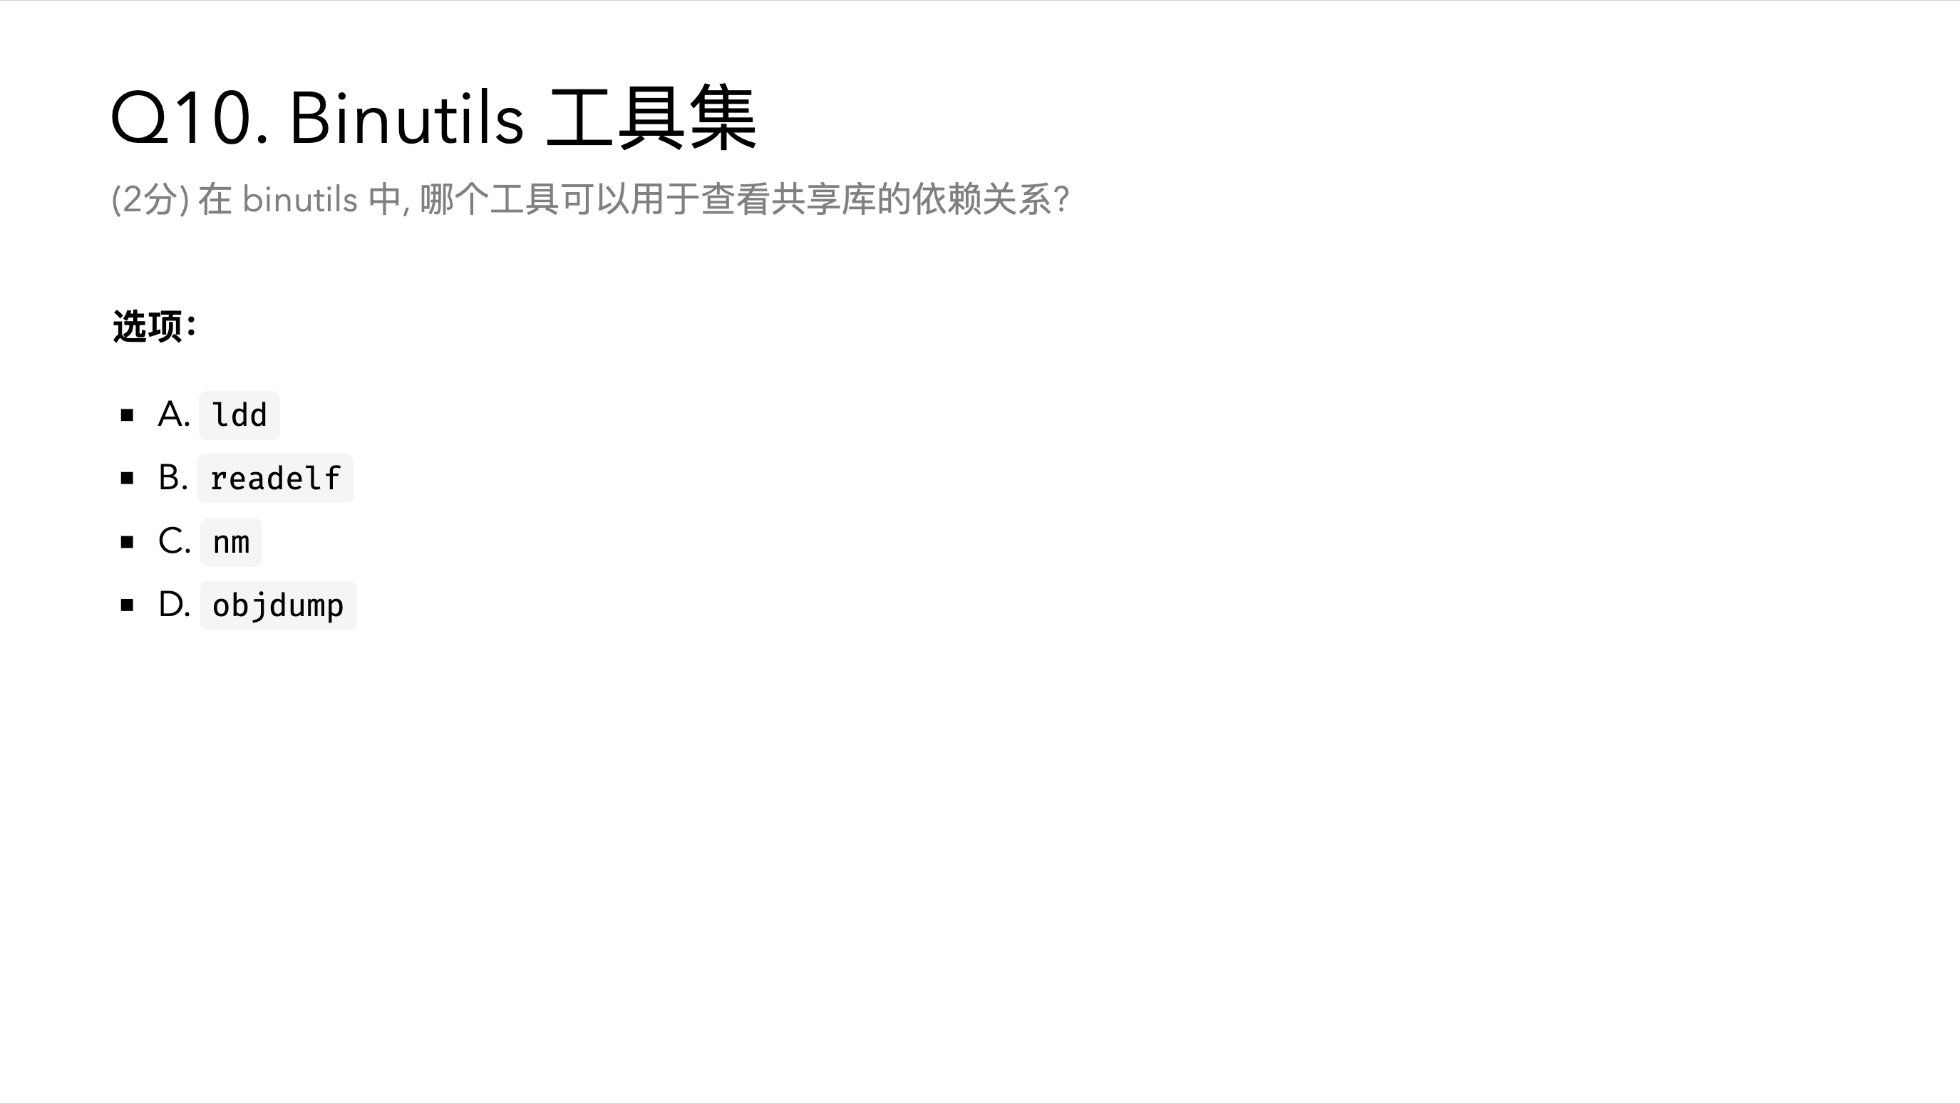 Q10. Binutils 工具集
(2分) 在 binutils 中, 哪个工具可以用于查看共享库的依赖关系?
选项：
▪ A. ldd
▪ B. readelf
▪ C. nm
▪ D. objdump